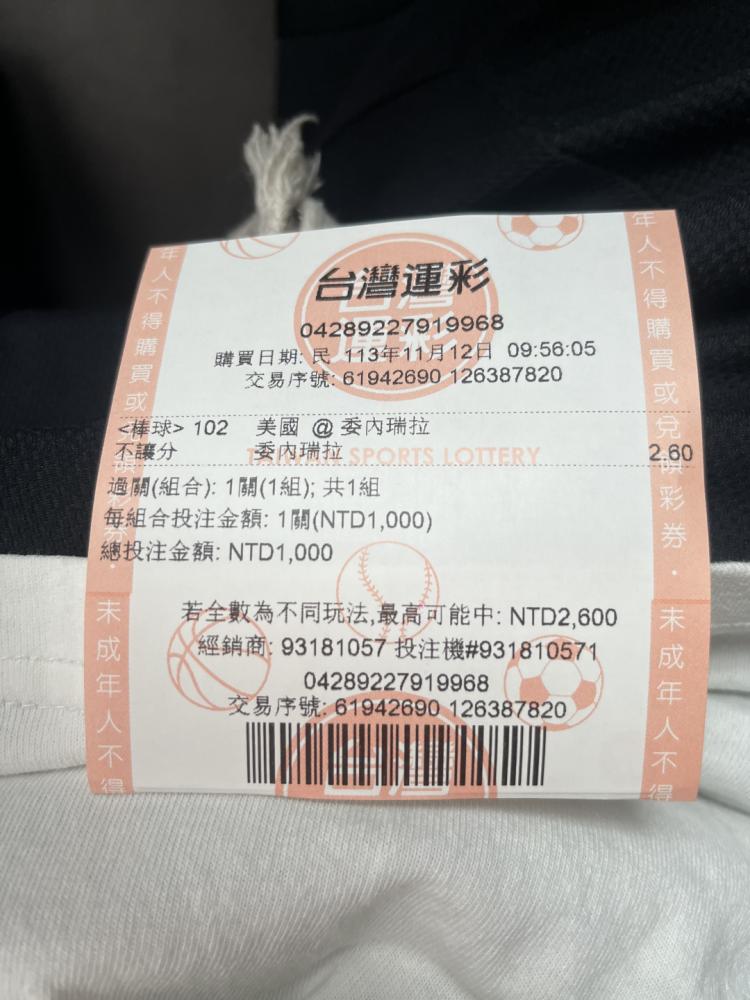 台灣運彩
04289227919968
購買日期: 民 113年11月12日 09:56:05
交易序號: 61942690 126387820
<棒球> 102 美國 @ 委內瑞拉
不讓分 委內瑞拉 2.60
TAIWAN SPORTS LOTTERY
過關(組合): 1關(1組); 共1組
每組合投注金額: 1關(NTD1,000)
總投注金額: NTD1,000
若全數為不同玩法,最高可能中: NTD2,600
經銷商: 93181057 投注機#931810571
04289227919968
交易序號: 61942690 126387820
年人不得購買或兌領彩券・未成年人不得
年人不得購買或兌領彩券・未成年人不得